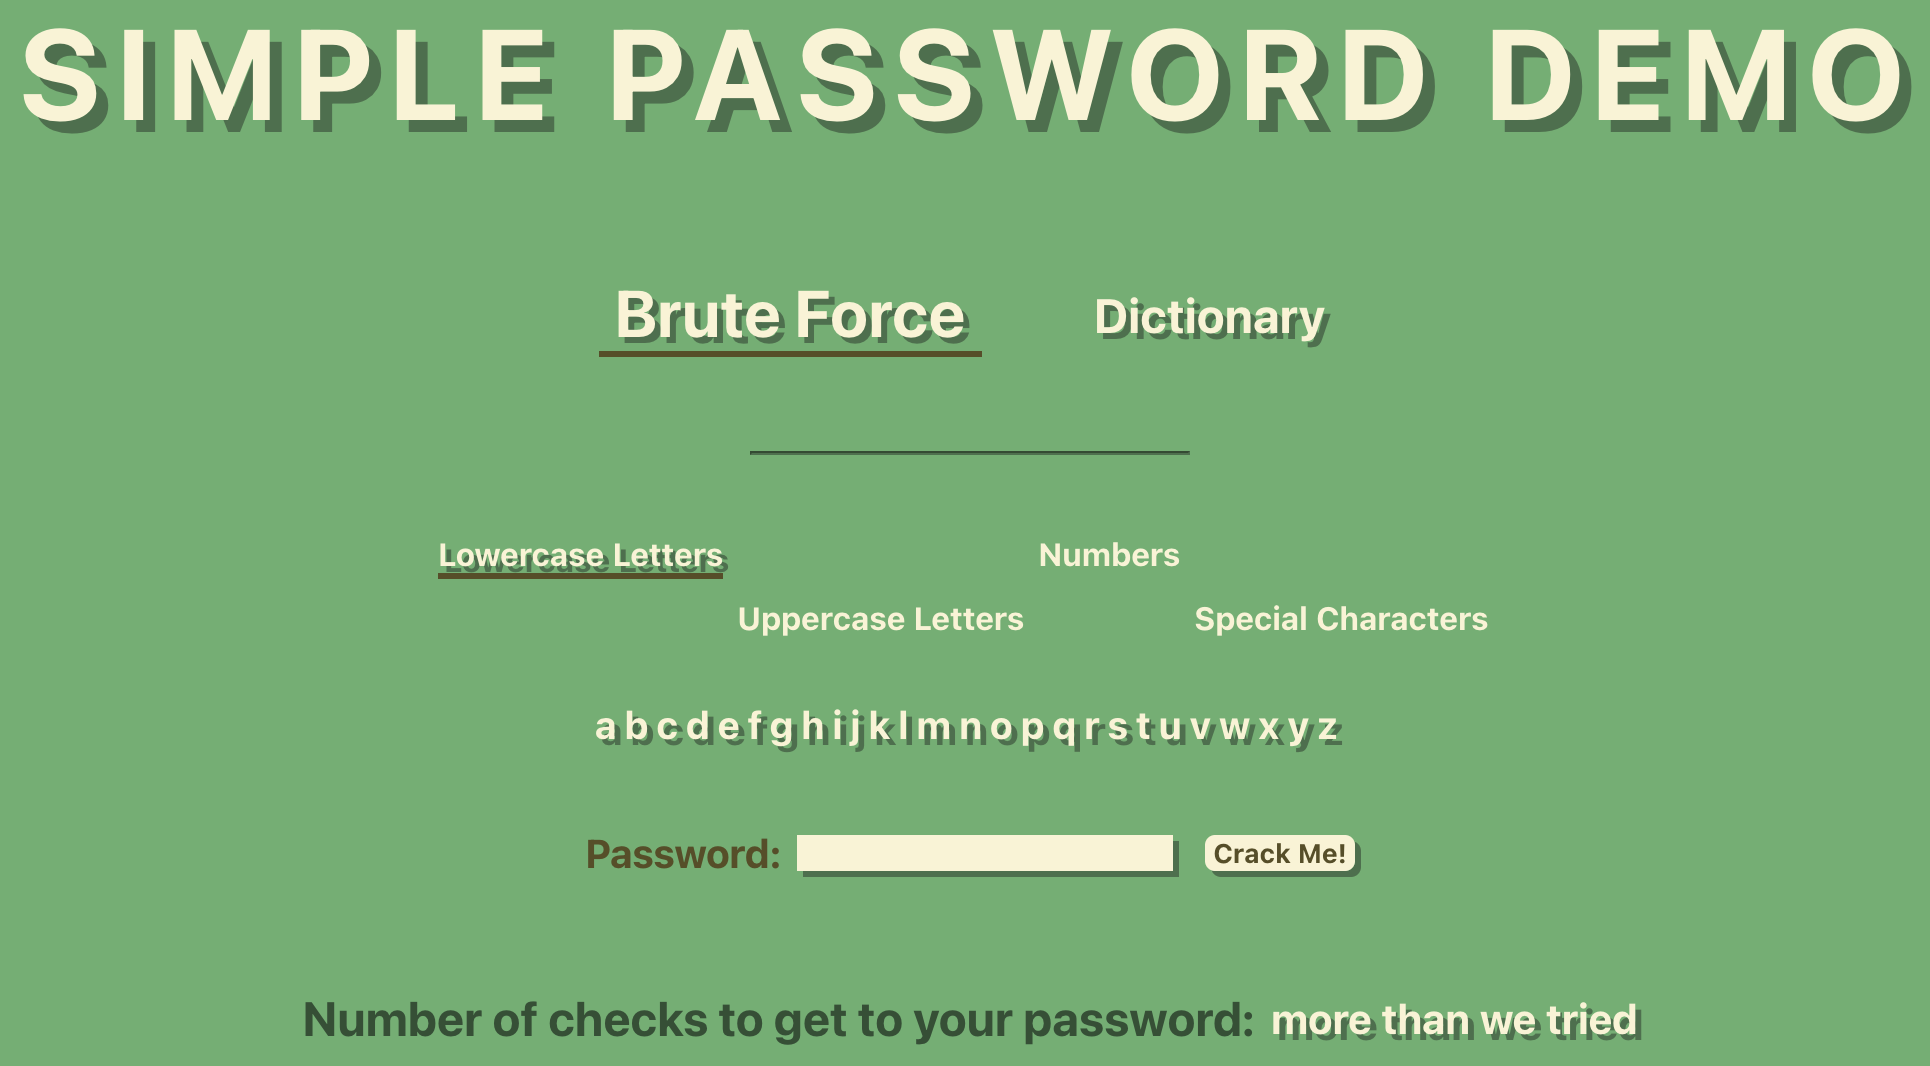 SIMPLE PASSWORD DEMO
Brute Force Dictionary
Lowercase Letters Numbers
Uppercase Letters Special Characters
a b c d e f g h i j k l m n o p q r s t u v w x y z
Password: Crack Me!
Number of checks to get to your password: more than we tried